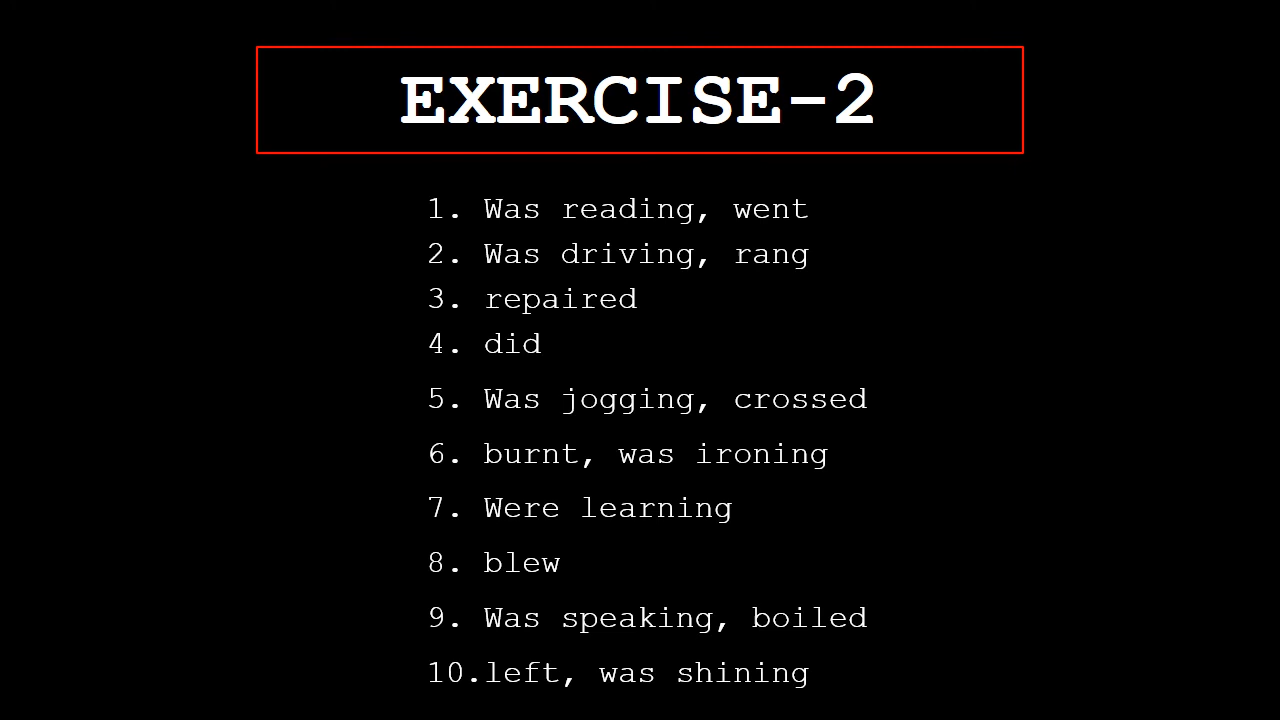 EXERCISE-2
1. Was reading, went
2. Was driving, rang
3. repaired
4. did
5. Was jogging, crossed
6. burnt, was ironing
7. Were learning
8. blew
9. Was speaking, boiled
10.left, was shining